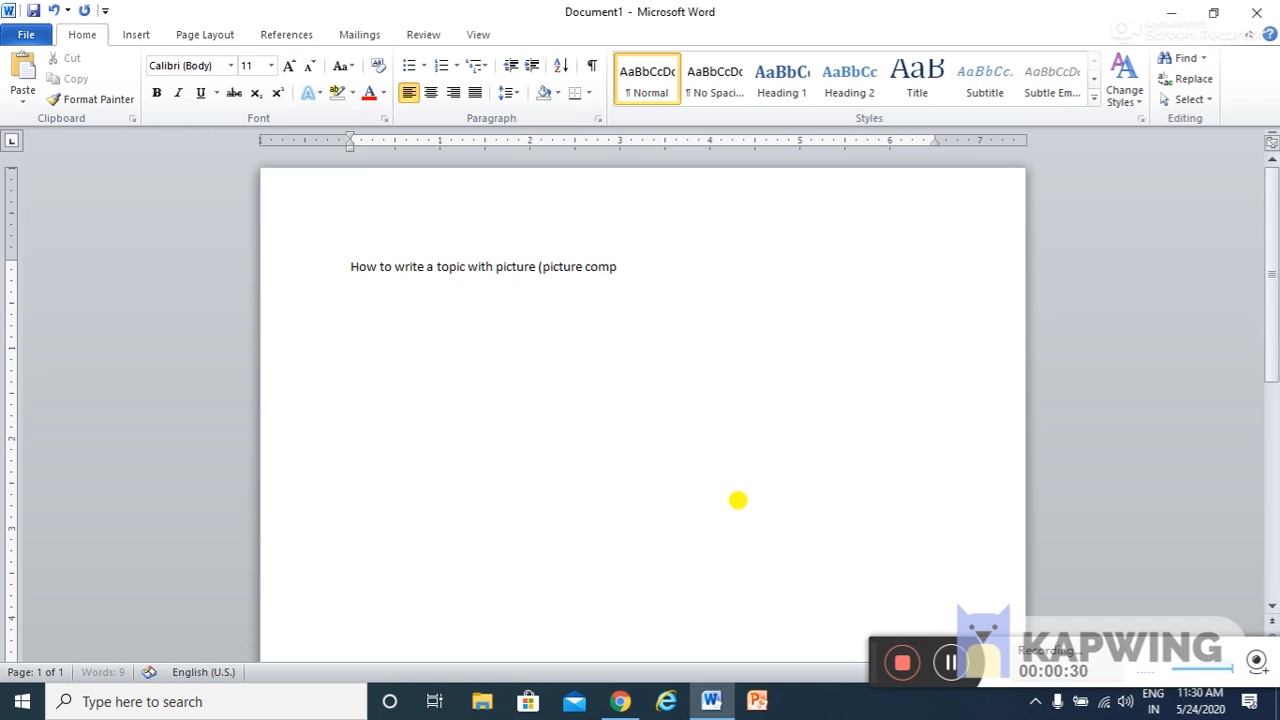 Document1 - Microsoft Word
File Home Insert Page Layout References Mailings Review View
Paste
Cut
Copy
Format Painter
Clipboard
Calibri (Body) 11
Font
Paragraph
AaBbCcDc AaBbCcDc AaBbC AaBbCc AaB AaBbCc. AaBbCcDc
¶ Normal ¶ No Spaci... Heading 1 Heading 2 Title Subtitle Subtle Em...
Styles
Change Styles
Find
Replace
Select
Editing
How to write a topic with picture (picture comp
KAPWING
Recording...
00:00:30
Page: 1 of 1 Words: 9 English (U.S.)
Type here to search
ENG
IN
11:30 AM
5/24/2020